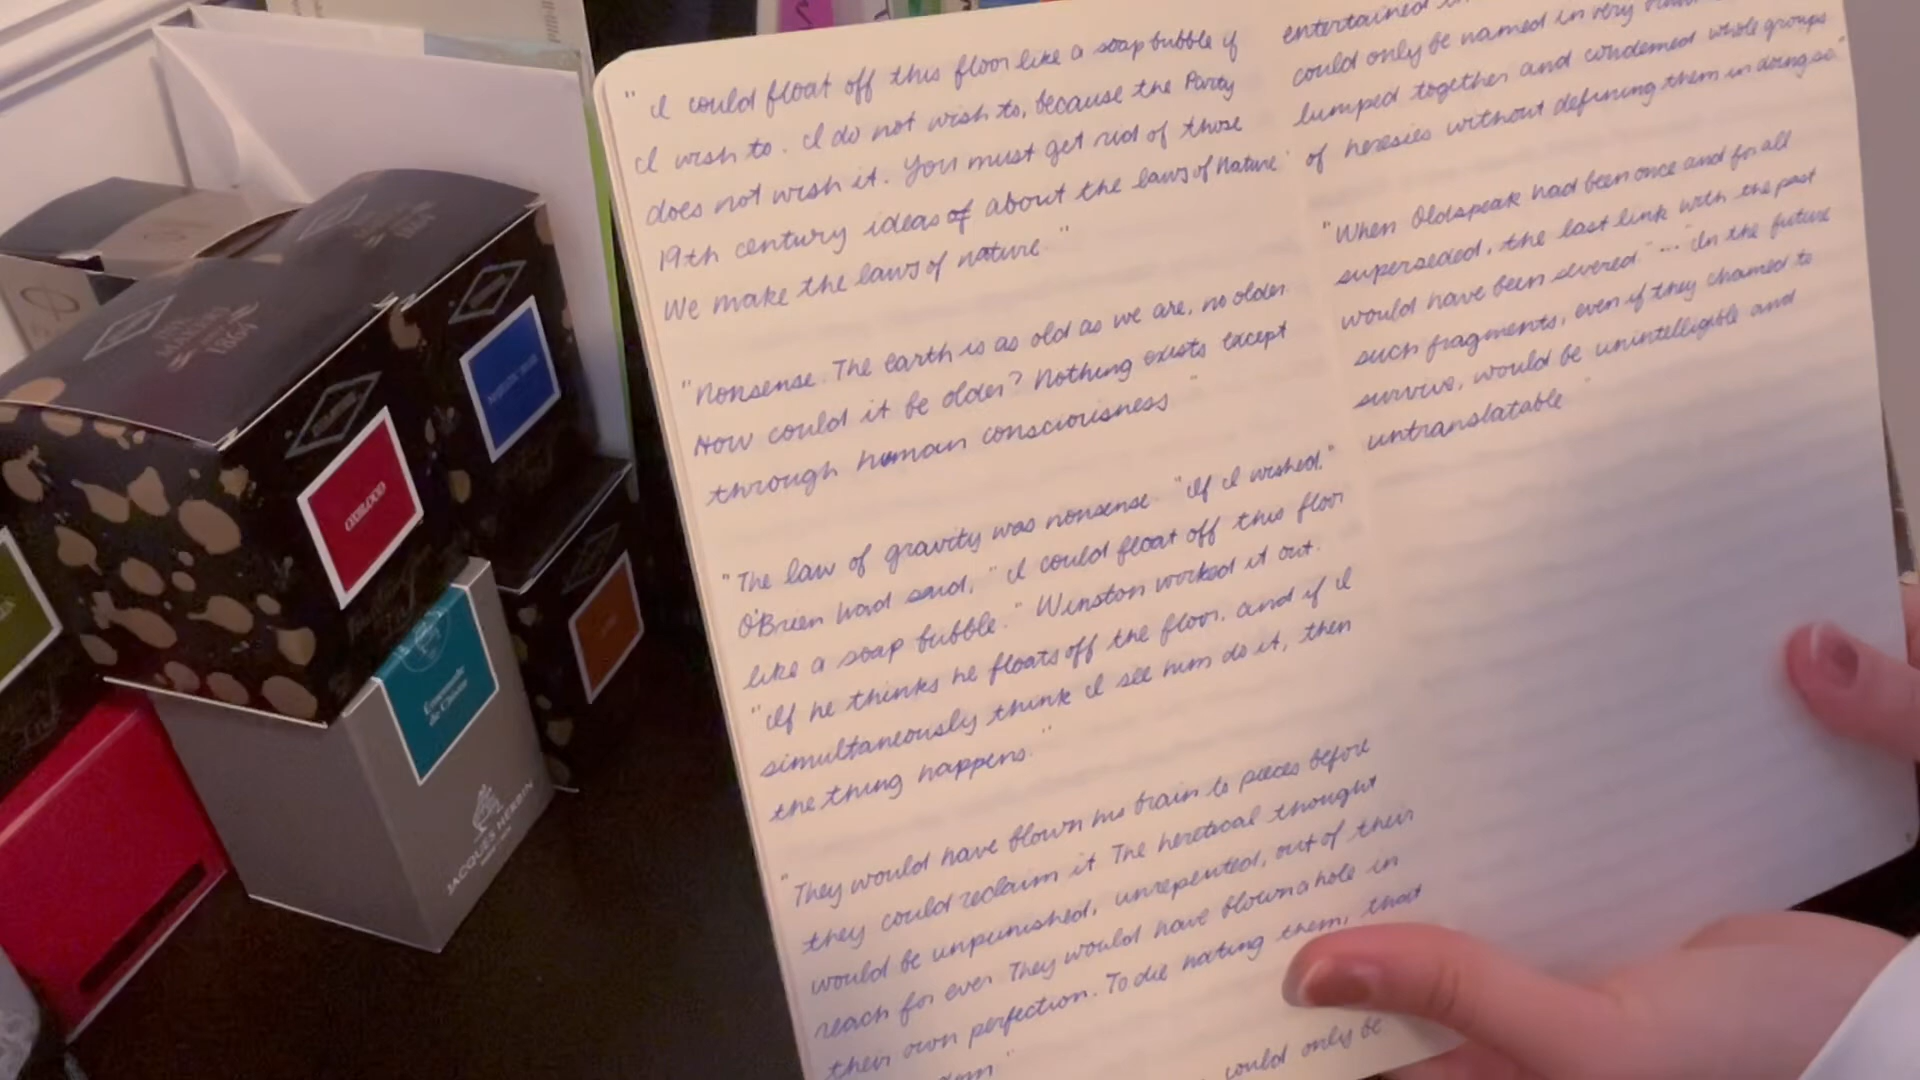 "I could float off this floor like a soap bubble if
I wish to. I do not wish to, because the Party
does not wish it. You must get rid of those
19th century ideas of about the laws of Nature.
We make the laws of nature."
"Nonsense. The earth is as old as we are, no older.
How could it be older? Nothing exists except
through human consciousness"
"The law of gravity was nonsense. "If I wished,"
O'Brien had said, "I could float off this floor
like a soap bubble." Winston worked it out.
"If he thinks he floats off the floor, and if I
simultaneously think I see him do it, then
the thing happens."
"They would have blown his brain to pieces before
they could reclaim it. The heretical thought
would be unpunished, unrepented, out of their
reach for ever. They would have blown a hole in
their own perfection. To die hating them, that
could only be
entertained in
could only be named in very
lumped together and condemned whole groups
of heresies without defining them in doing so"
"When Oldspeak had been once and for all
superseded, the last link with the past
would have been severed." ... "In the future
such fragments, even if they chanced to
survive, would be unintelligible and
untranslatable"
OXBLOOD
Emeraude
de Chivor
JACQUES HERBIN